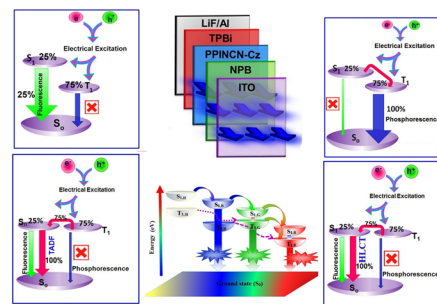 e⁻ h⁺
Electrical Excitation
S₁ 25%
75% T₁
25%
Fluorescence
S₀
LiF/Al
TPBi
PPINCN-Cz
NPB
ITO
Electrical Excitation
S₁ 25%
75%
T₁
100%
Phosphorescence
S₀
e⁻ h⁺
Electrical Excitation
25%
75%
75%
T₁
Fluorescence
TADF
100%
Phosphorescence
S₀
Energy (eV)
Ground state (S₀)
e⁻ h⁺
Electrical Excitation
25%
75%
75%
T₁
Fluorescence
HLCT
100%
Phosphorescence
S₀